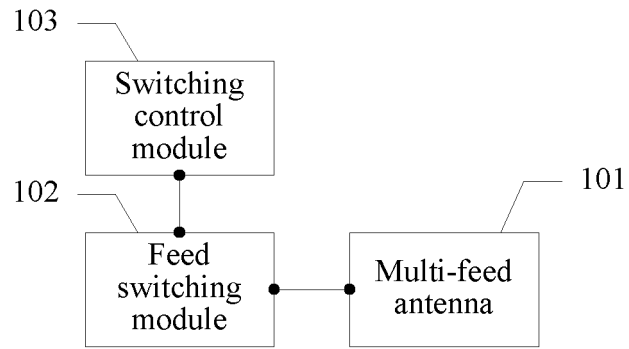 103
Switching
control
module
102
101
Feed
switching
module
Multi-feed
antenna